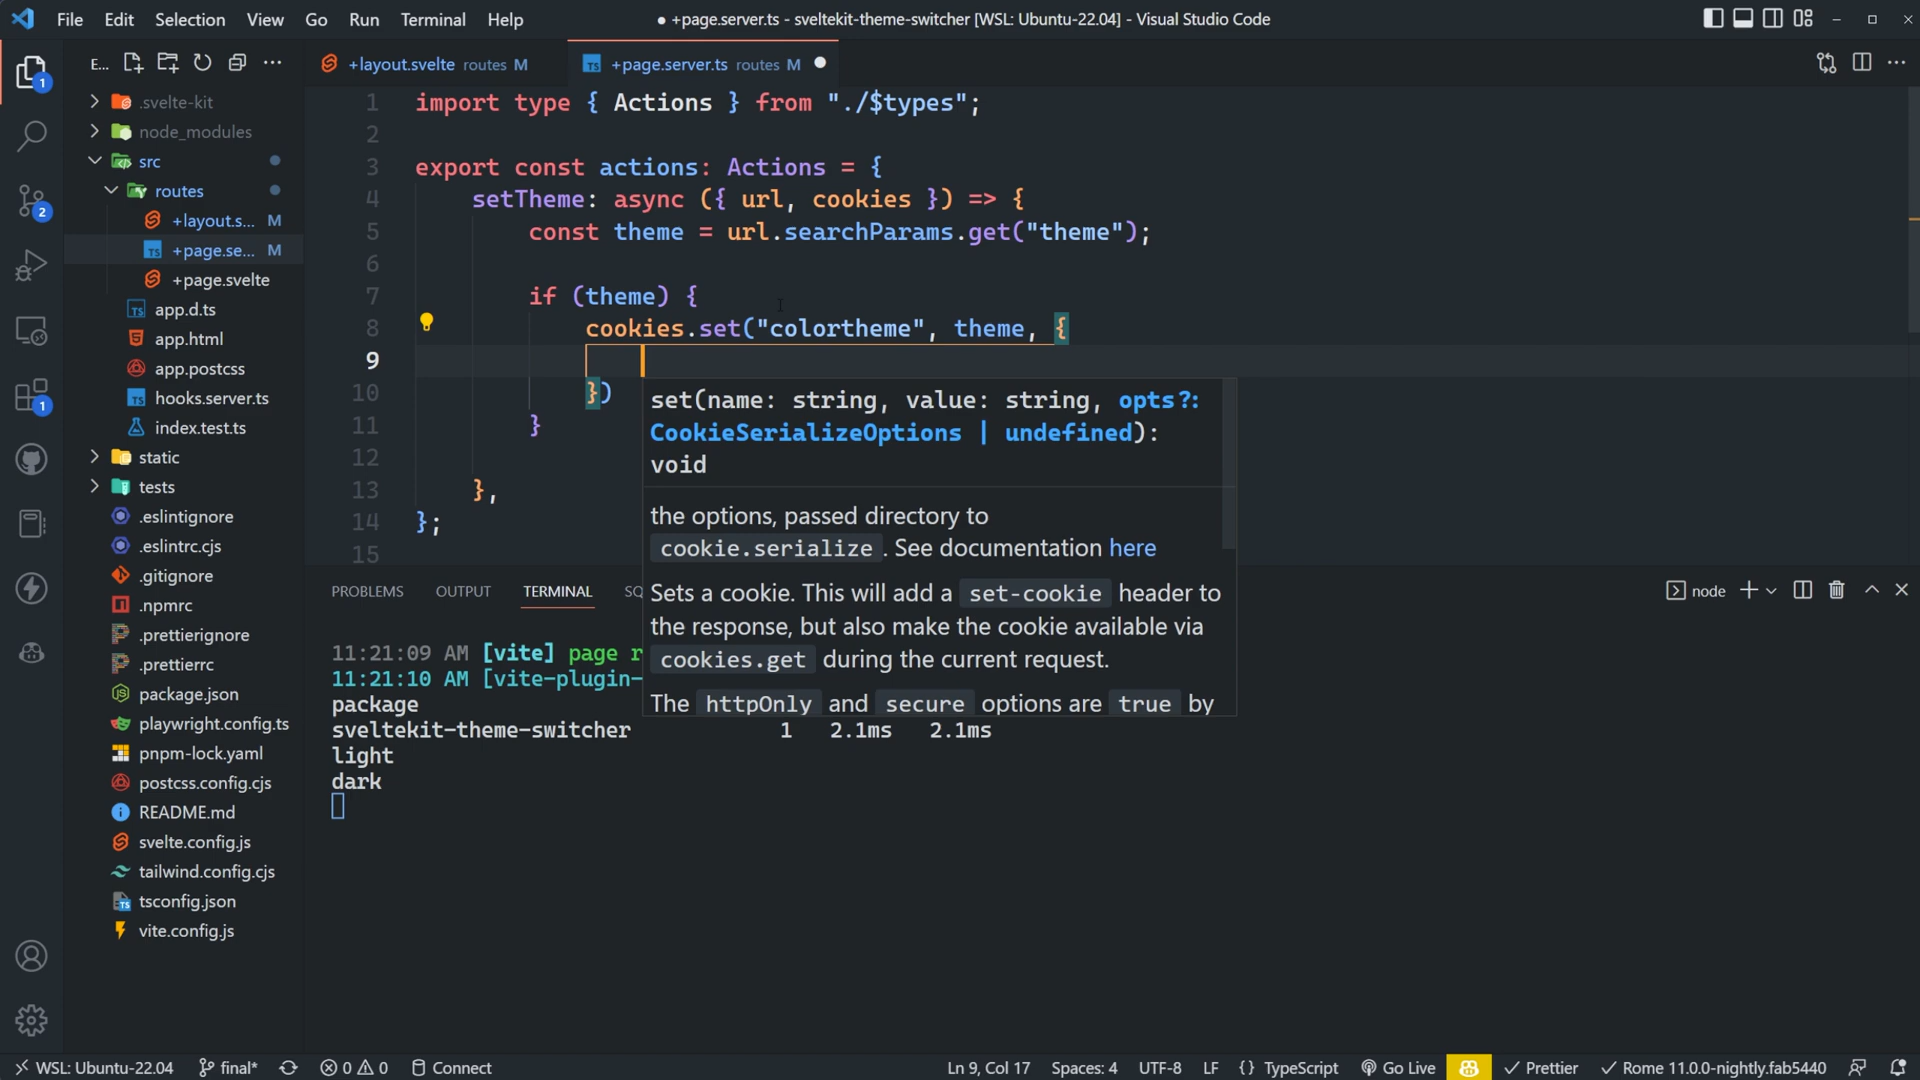 File Edit Selection View Go Run Terminal Help
● +page.server.ts - sveltekit-theme-switcher [WSL: Ubuntu-22.04] - Visual Studio Code
E...
+layout.svelte routes M
+page.server.ts routes M
.svelte-kit
node_modules
src
routes
+layout.s... M
+page.se... M
+page.svelte
app.d.ts
app.html
app.postcss
hooks.server.ts
index.test.ts
static
tests
.eslintignore
.eslintrc.cjs
.gitignore
.npmrc
.prettierignore
.prettierrc
package.json
playwright.config.ts
pnpm-lock.yaml
postcss.config.cjs
README.md
svelte.config.js
tailwind.config.cjs
tsconfig.json
vite.config.js
1
2
1
1 import type { Actions } from "./$types";
2
3 export const actions: Actions = {
4 setTheme: async ({ url, cookies }) => {
5 const theme = url.searchParams.get("theme");
6
7 if (theme) {
8 cookies.set("colortheme", theme, {
9
10 })
11 }
12
13 },
14 };
15
set(name: string, value: string, opts?:
CookieSerializeOptions | undefined):
void
the options, passed directory to
cookie.serialize . See documentation here
Sets a cookie. This will add a set-cookie header to
the response, but also make the cookie available via
cookies.get during the current request.
The httpOnly and secure options are true by
PROBLEMS OUTPUT TERMINAL SQ
node
11:21:09 AM [vite] page r
11:21:10 AM [vite-plugin-
package
sveltekit-theme-switcher 1 2.1ms 2.1ms
light
dark
WSL: Ubuntu-22.04 final* 0 0 Connect
Ln 9, Col 17 Spaces: 4 UTF-8 LF {} TypeScript Go Live Prettier Rome 11.0.0-nightly.fab5440